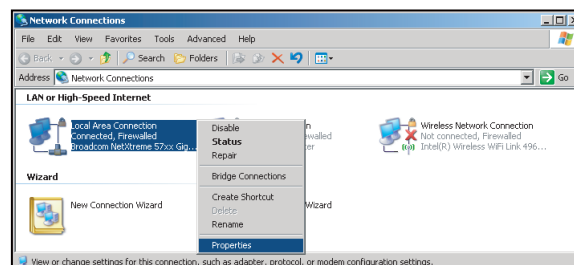 Network Connections
File Edit View Favorites Tools Advanced Help
Back Search Folders
Address Network Connections Go
LAN or High-Speed Internet
Local Area Connection
Connected, Firewalled
Broadcom NetXtreme 57xx Gig...
Disable
Status
Repair
Bridge Connections
Create Shortcut
Delete
Rename
Properties
Wireless Network Connection
Not connected, Firewalled
Intel(R) Wireless WiFi Link 496...
Wizard
New Connection Wizard
Wizard
View or change settings for this connection, such as adapter, protocol, or modem configuration settings.